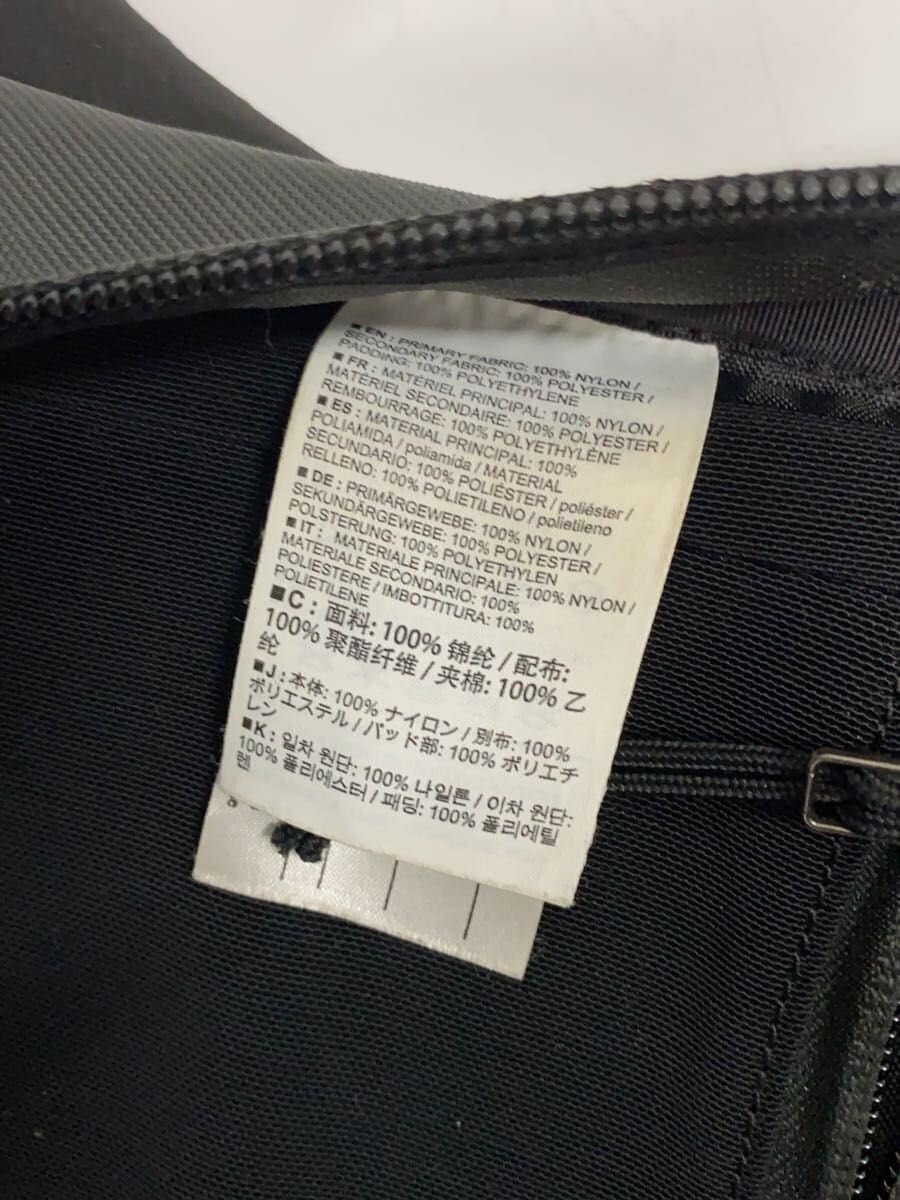 ■ EN : PRIMARY FABRIC: 100% NYLON /
SECONDARY FABRIC: 100% POLYESTER /
PADDING: 100% POLYETHYLENE
■ FR : MATÉRIEL PRINCIPAL: 100% NYLON /
MATÉRIEL SECONDAIRE: 100% POLYESTER /
REMBOURRAGE: 100% POLYETHYLÈNE
■ ES : MATERIAL PRINCIPAL: 100%
POLIAMIDA / poliamida / MATERIAL
SECUNDARIO: 100% POLIÉSTER / poliéster /
RELLENO: 100% POLIETILENO / polietileno
■ DE : PRIMÄRGEWEBE: 100% NYLON /
SEKUNDÄRGEWEBE: 100% POLYESTER /
POLSTERUNG: 100% POLYETHYLEN
■ IT : MATERIALE PRINCIPALE: 100% NYLON /
MATERIALE SECONDARIO: 100%
POLIESTERE / IMBOTTITURA: 100%
POLIETILENE
■ C : 面料: 100% 锦纶 / 配布:
100% 聚酯纤维 / 夹棉: 100% 乙
纶
■ J : 本体: 100% ナイロン / 別布: 100%
ポリエステル / パッド部: 100% ポリエチ
レン
■ K : 일차 원단: 100% 나일론 / 이차 원단:
100% 폴리에스터 / 패딩: 100% 폴리에틸
렌